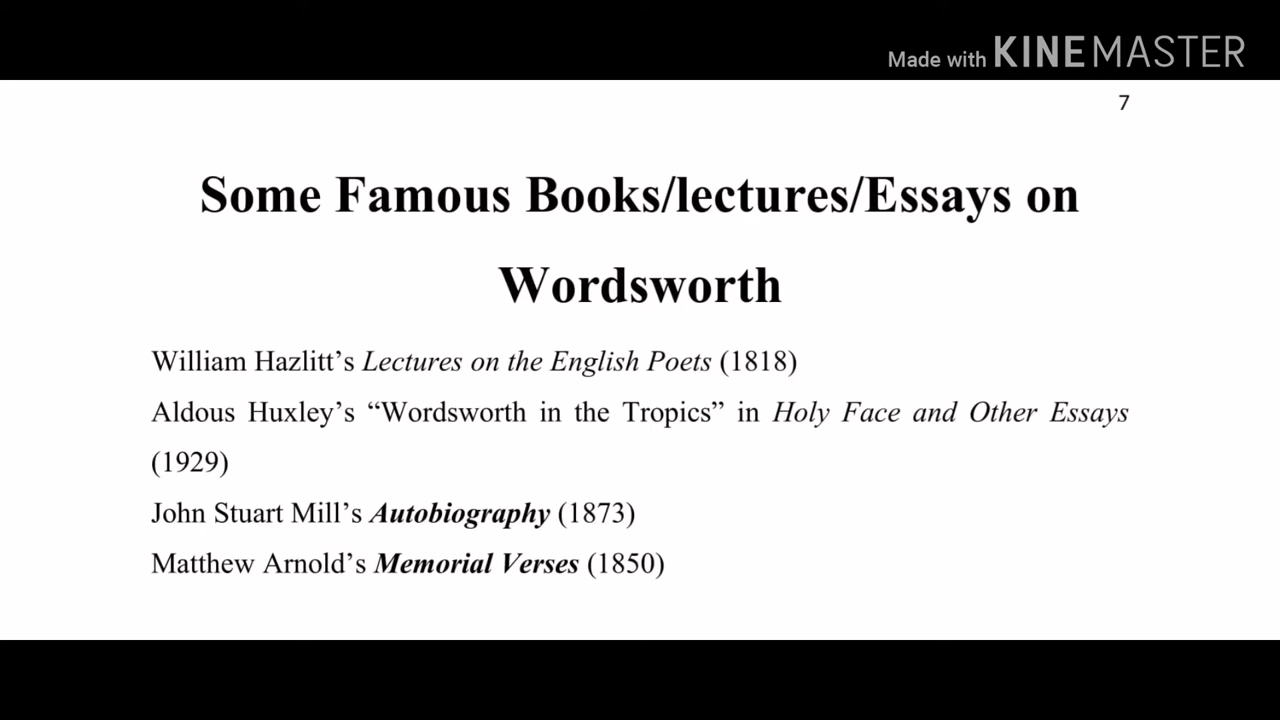 Made with KINEMASTER
7
Some Famous Books/lectures/Essays on
Wordsworth
William Hazlitt’s Lectures on the English Poets (1818)
Aldous Huxley’s “Wordsworth in the Tropics” in Holy Face and Other Essays
(1929)
John Stuart Mill’s Autobiography (1873)
Matthew Arnold’s Memorial Verses (1850)